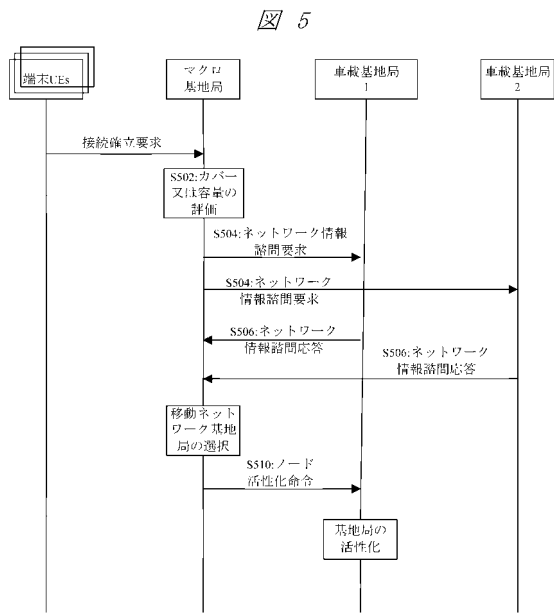 図 5
端末UEs
マクロ
基地局
車載基地局
1
車載基地局
2
接続確立要求
S502:カバー
又は容量の
評価
S504:ネットワーク情報
諮問要求
S504:ネットワーク
情報諮問要求
S506:ネットワーク
情報諮問応答
S506:ネットワーク
情報諮問応答
移動ネット
ワーク基地
局の選択
S510:ノード
活性化命令
基地局の
活性化